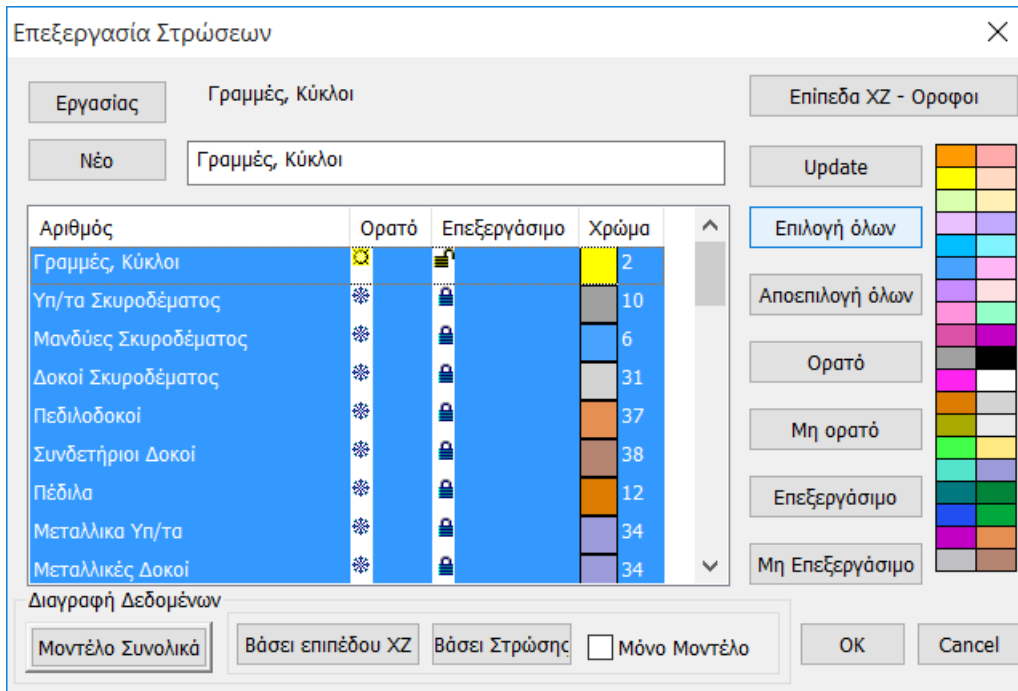 Επεξεργασία Στρώσεων
Εργασίας Γραμμές, Κύκλοι Επίπεδα XZ - Οροφοι
Νέο Γραμμές, Κύκλοι Update
Αριθμός Ορατό Επεξεργάσιμο Χρώμα Επιλογή όλων
Γραμμές, Κύκλοι 2
Υπ/τα Σκυροδέματος 10 Αποεπιλογή όλων
Μανδύες Σκυροδέματος 6
Δοκοί Σκυροδέματος 31 Ορατό
Πεδιλοδοκοί 37
Συνδετήριοι Δοκοί 38 Μη ορατό
Πέδιλα 12 Επεξεργάσιμο
Μεταλλικα Υπ/τα 34
Μεταλλικές Δοκοί 34 Μη Επεξεργάσιμο
Διαγραφή Δεδομένων
Μοντέλο Συνολικά Βάσει επιπέδου XZ Βάσει Στρώσης Μόνο Μοντέλο OK Cancel